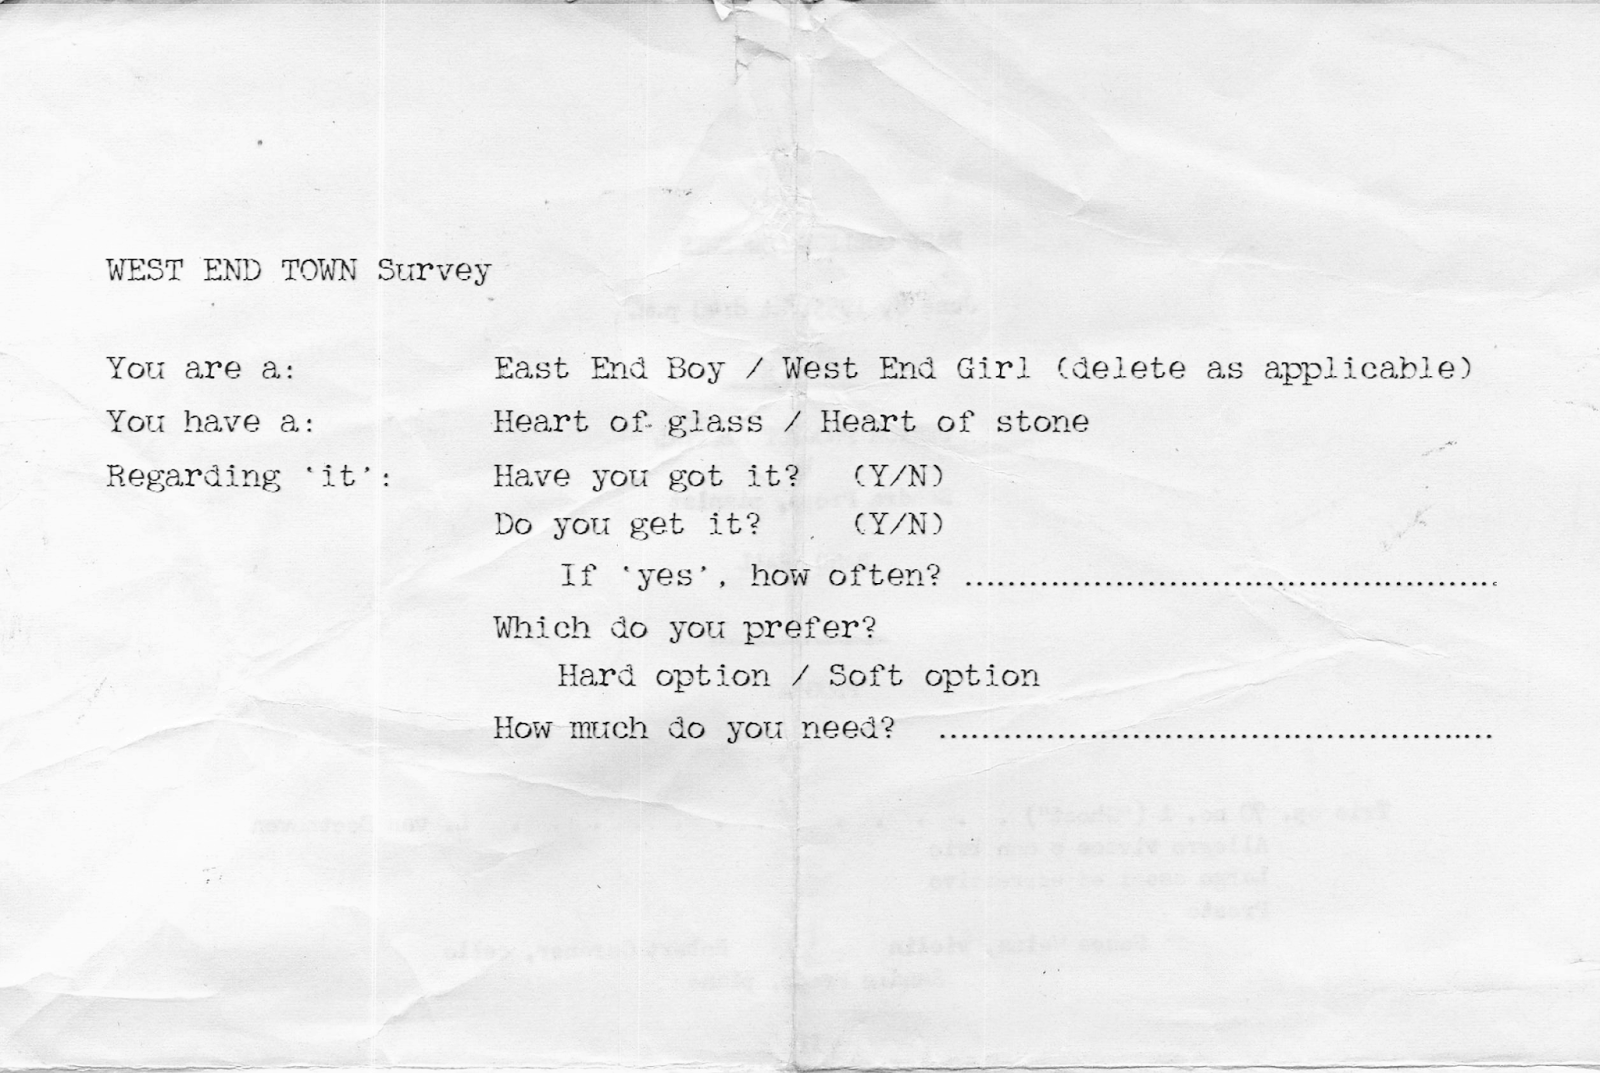 WEST END TOWN Survey
You are a: East End Boy / West End Girl (delete as applicable)
You have a: Heart of glass / Heart of stone
Regarding 'it': Have you got it? (Y/N)
Do you get it? (Y/N)
If 'yes', how often? ..................................................
Which do you prefer?
Hard option / Soft option
How much do you need? ....................................................